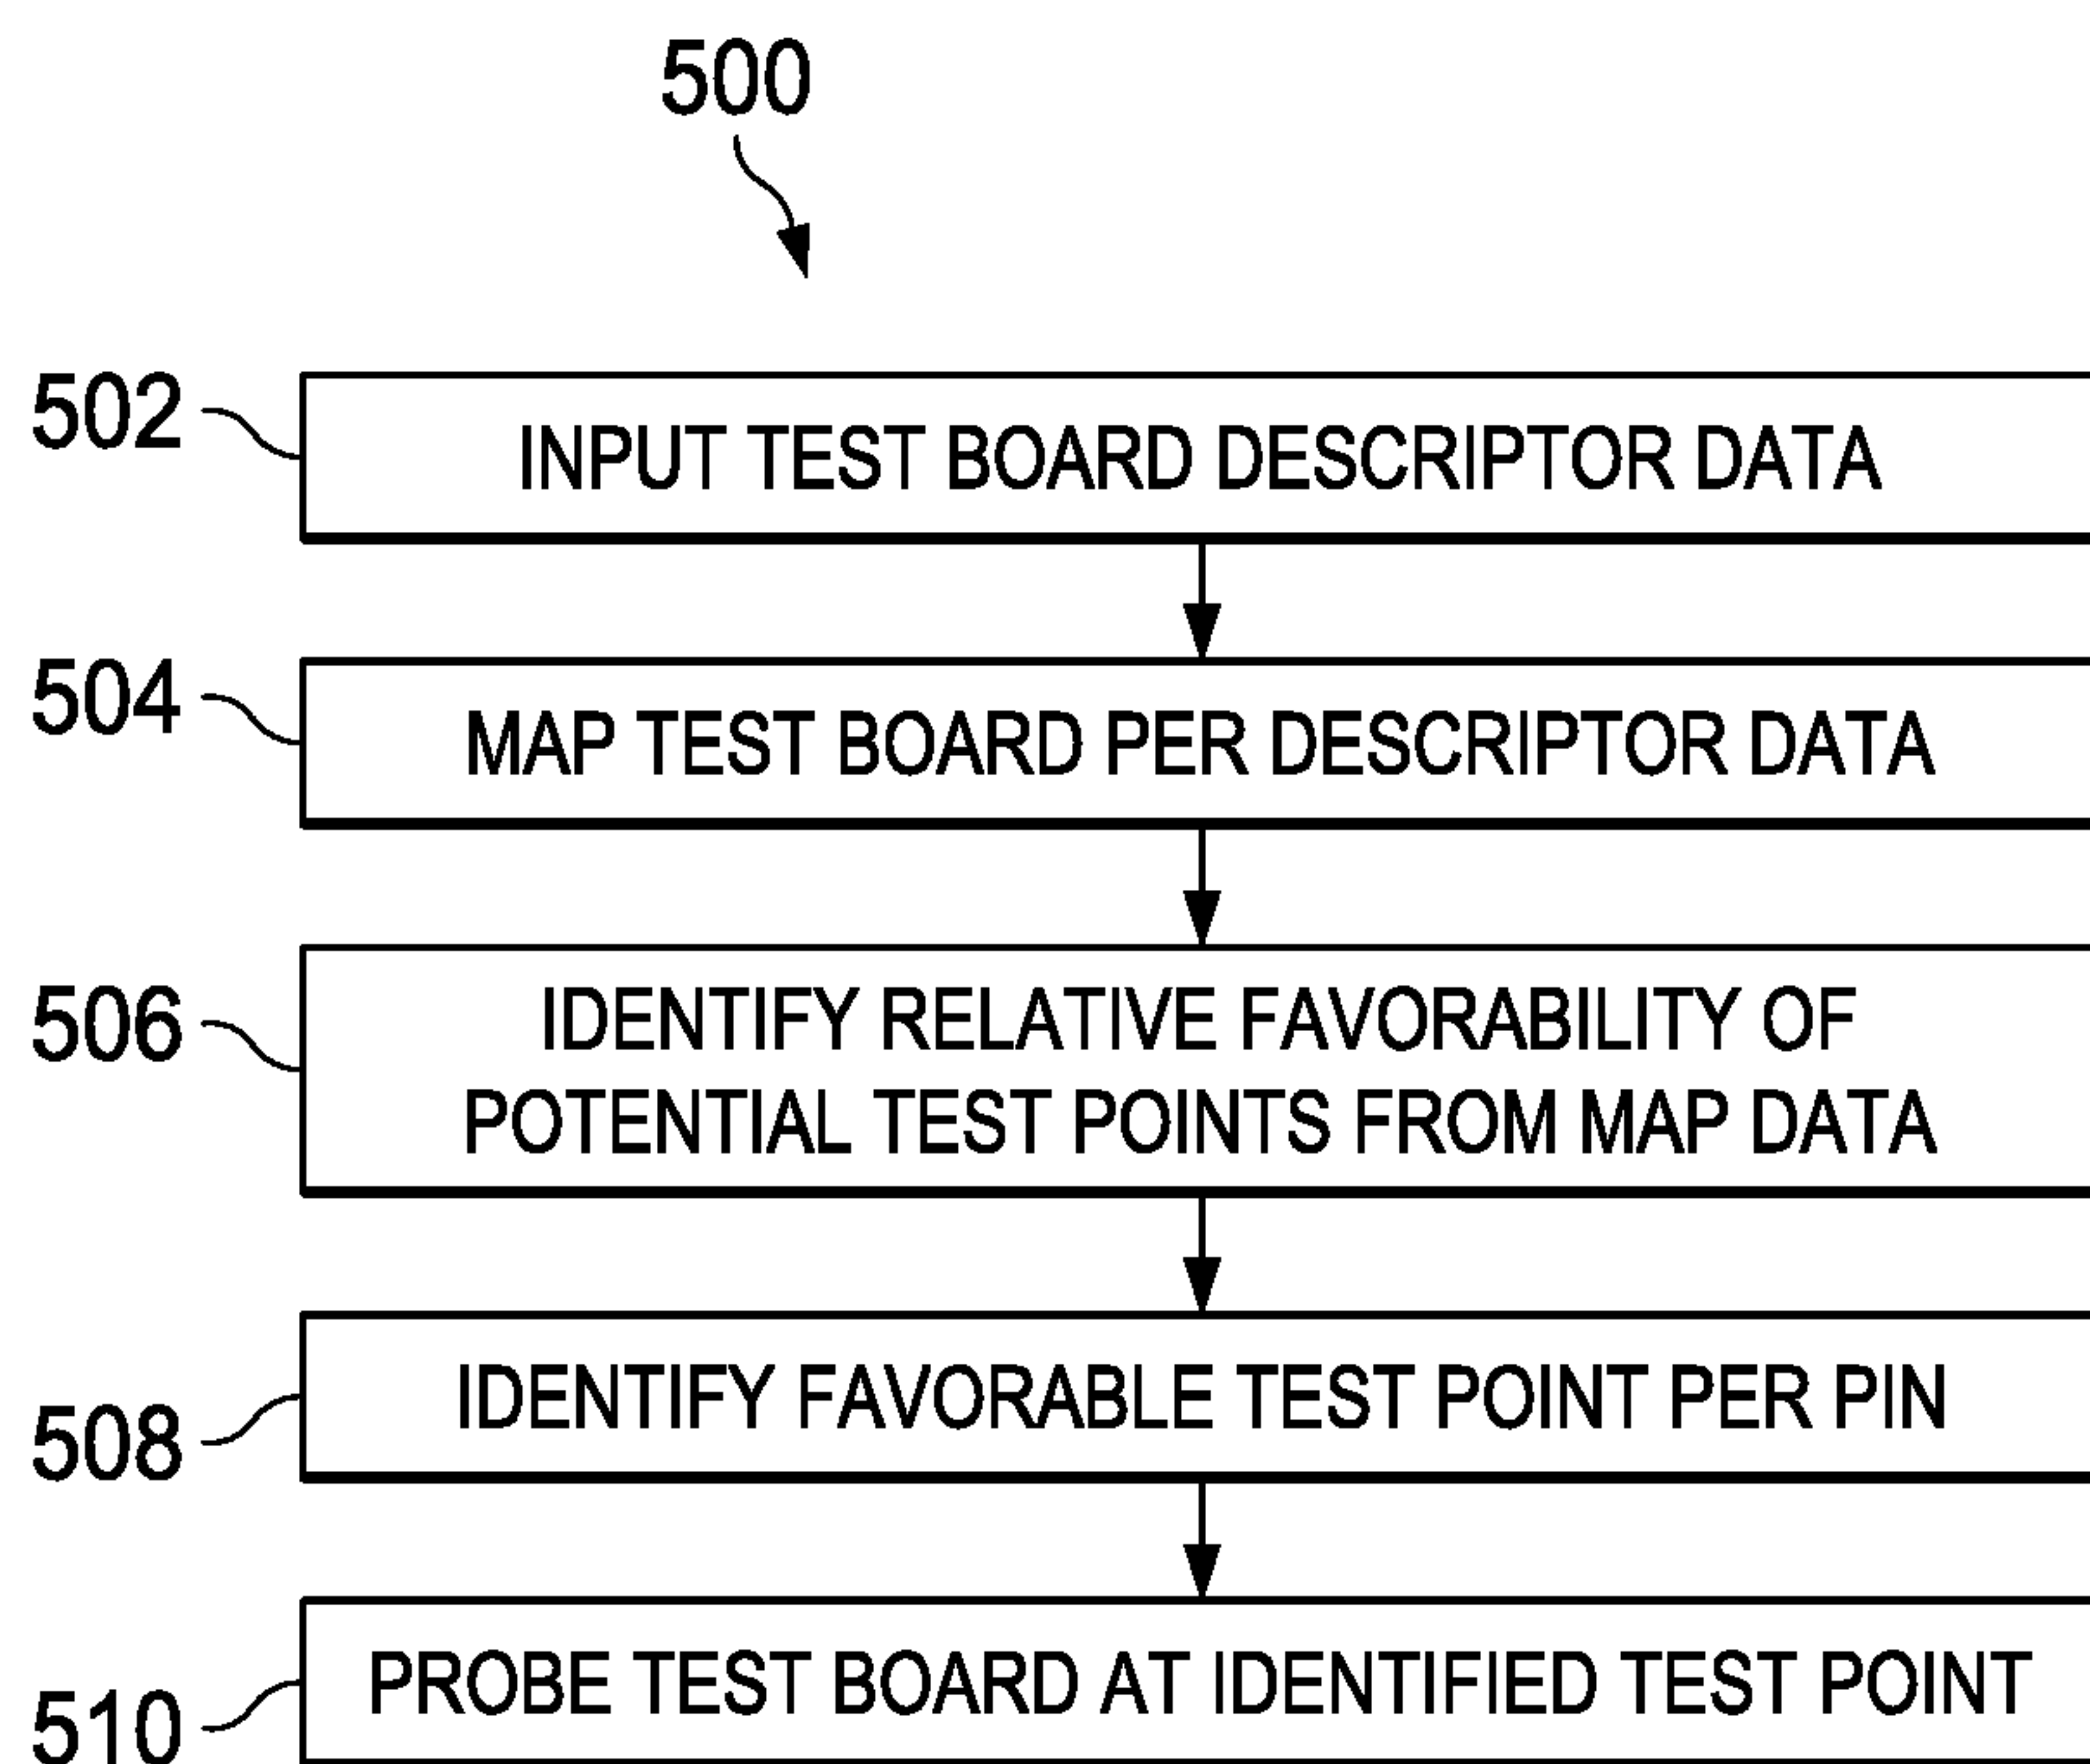 500
502
INPUT TEST BOARD DESCRIPTOR DATA
504
MAP TEST BOARD PER DESCRIPTOR DATA
506
IDENTIFY RELATIVE FAVORABILITY OF
POTENTIAL TEST POINTS FROM MAP DATA
508
IDENTIFY FAVORABLE TEST POINT PER PIN
510
PROBE TEST BOARD AT IDENTIFIED TEST POINT